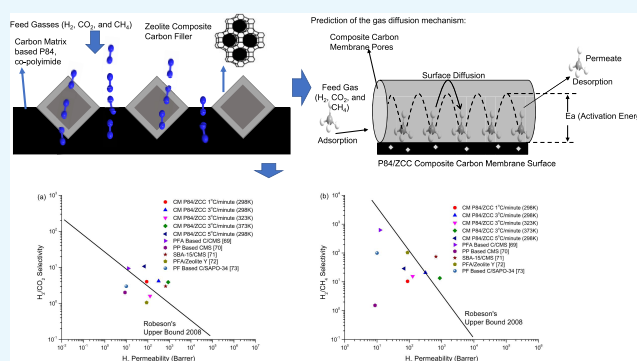 Feed Gasses (H₂, CO₂, and CH₄)
Carbon Matrix
based P84,
co-polyimide
Zeolite Composite
Carbon Filler
Prediction of the gas diffusion mechanism:
Composite Carbon
Membrane Pores
Surface Diffusion
Permeate
Desorption
Feed Gas
(H₂, CO₂,
and
CH₄)
Adsorption
Ea (Activation Energ
P84/ZCC Composite Carbon Membrane Surface
(a)
CM P84/ZCC 1°C/minute (298K)
CM P84/ZCC 3°C/minute (298K)
CM P84/ZCC 3°C/minute (323K)
CM P84/ZCC 3°C/minute (373K)
CM P84/ZCC 5°C/minute (298K)
PFA Based C/CMS [69]
PP Based CMS [70]
SBA-15/CMS [71]
PFA/Zeolite Y [72]
PF Based C/SAPO-34 [73]
H₂/CO₂ Selectivity
Robeson's
Upper Bound 2008
H₂ Permeability (Barrer)
(b)
CM P84/ZCC 1°C/minute (298K)
CM P84/ZCC 3°C/minute (298K)
CM P84/ZCC 3°C/minute (323K)
CM P84/ZCC 3°C/minute (373K)
CM P84/ZCC 5°C/minute (298K)
PFA Based C/CMS [69]
PP Based CMS [70]
SBA-15/CMS [71]
PFA/Zeolite Y [72]
PF Based C/SAPO-34 [73]
H₂/CH₄ Selectivity
Robeson's
Upper Bound 2008
H₂ Permeability (Barrer)